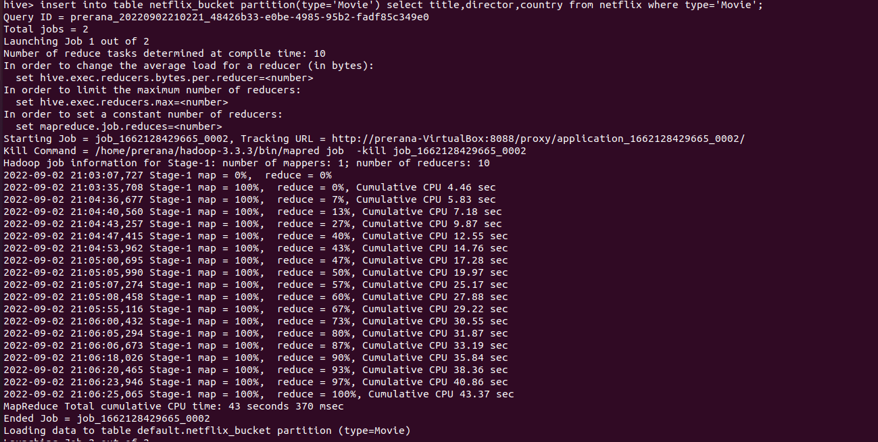 hive> insert into table netflix_bucket partition(type='Movie') select title,director,country from netflix where type='Movie';
Query ID = prerana_20220902210221_48426b33-e0be-4985-95b2-fadf85c349e0
Total jobs = 2
Launching Job 1 out of 2
Number of reduce tasks determined at compile time: 10
In order to change the average load for a reducer (in bytes):
  set hive.exec.reducers.bytes.per.reducer=<number>
In order to limit the maximum number of reducers:
  set hive.exec.reducers.max=<number>
In order to set a constant number of reducers:
  set mapreduce.job.reduces=<number>
Starting Job = job_1662128429665_0002, Tracking URL = http://prerana-VirtualBox:8088/proxy/application_1662128429665_0002/
Kill Command = /home/prerana/hadoop-3.3.3/bin/mapred job  -kill job_1662128429665_0002
Hadoop job information for Stage-1: number of mappers: 1; number of reducers: 10
2022-09-02 21:03:07,727 Stage-1 map = 0%,  reduce = 0%
2022-09-02 21:03:35,708 Stage-1 map = 100%,  reduce = 0%, Cumulative CPU 4.46 sec
2022-09-02 21:04:36,677 Stage-1 map = 100%,  reduce = 7%, Cumulative CPU 5.83 sec
2022-09-02 21:04:40,560 Stage-1 map = 100%,  reduce = 13%, Cumulative CPU 7.18 sec
2022-09-02 21:04:43,257 Stage-1 map = 100%,  reduce = 27%, Cumulative CPU 9.87 sec
2022-09-02 21:04:47,415 Stage-1 map = 100%,  reduce = 40%, Cumulative CPU 12.55 sec
2022-09-02 21:04:53,962 Stage-1 map = 100%,  reduce = 43%, Cumulative CPU 14.76 sec
2022-09-02 21:05:00,695 Stage-1 map = 100%,  reduce = 47%, Cumulative CPU 17.28 sec
2022-09-02 21:05:05,990 Stage-1 map = 100%,  reduce = 50%, Cumulative CPU 19.97 sec
2022-09-02 21:05:07,274 Stage-1 map = 100%,  reduce = 57%, Cumulative CPU 25.17 sec
2022-09-02 21:05:08,458 Stage-1 map = 100%,  reduce = 60%, Cumulative CPU 27.88 sec
2022-09-02 21:05:55,116 Stage-1 map = 100%,  reduce = 67%, Cumulative CPU 29.22 sec
2022-09-02 21:06:00,432 Stage-1 map = 100%,  reduce = 73%, Cumulative CPU 30.55 sec
2022-09-02 21:06:05,294 Stage-1 map = 100%,  reduce = 80%, Cumulative CPU 31.87 sec
2022-09-02 21:06:06,673 Stage-1 map = 100%,  reduce = 87%, Cumulative CPU 33.19 sec
2022-09-02 21:06:18,026 Stage-1 map = 100%,  reduce = 90%, Cumulative CPU 35.84 sec
2022-09-02 21:06:20,465 Stage-1 map = 100%,  reduce = 93%, Cumulative CPU 38.36 sec
2022-09-02 21:06:23,946 Stage-1 map = 100%,  reduce = 97%, Cumulative CPU 40.86 sec
2022-09-02 21:06:25,065 Stage-1 map = 100%,  reduce = 100%, Cumulative CPU 43.37 sec
MapReduce Total cumulative CPU time: 43 seconds 370 msec
Ended Job = job_1662128429665_0002
Loading data to table default.netflix_bucket partition (type=Movie)
Launching Job 2 out of 2